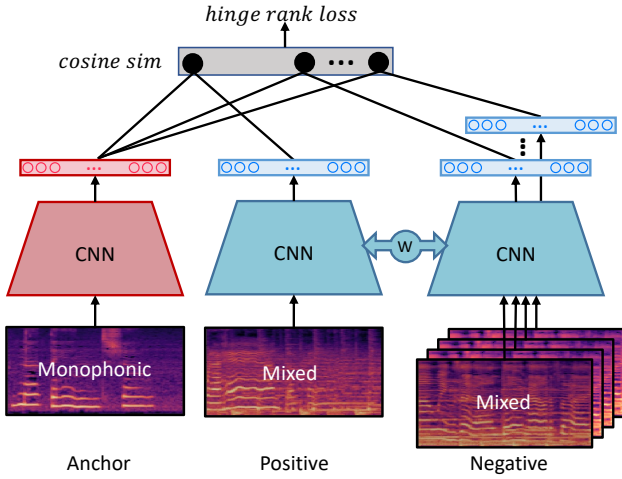 hinge rank loss
cosine sim
...
...
... ... ...
CNN
CNN
W
CNN
Monophonic
Mixed
Mixed
Anchor
Positive
Negative